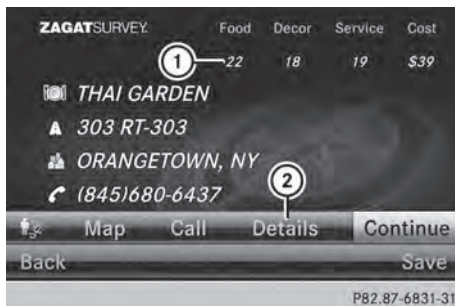 ZAGATSURVEY. Food Decor Service Cost
1 22 18 19 $39
THAI GARDEN
A 303 RT-303
ORANGETOWN, NY
(845)680-6437
2
Map Call Details Continue
Back Save
P82.87-6831-31